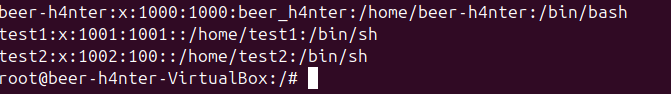 beer-h4nter:x:1000:1000:beer_h4nter:/home/beer-h4nter:/bin/bash
test1:x:1001:1001::/home/test1:/bin/sh
test2:x:1002:100::/home/test2:/bin/sh
root@beer-h4nter-VirtualBox:/#